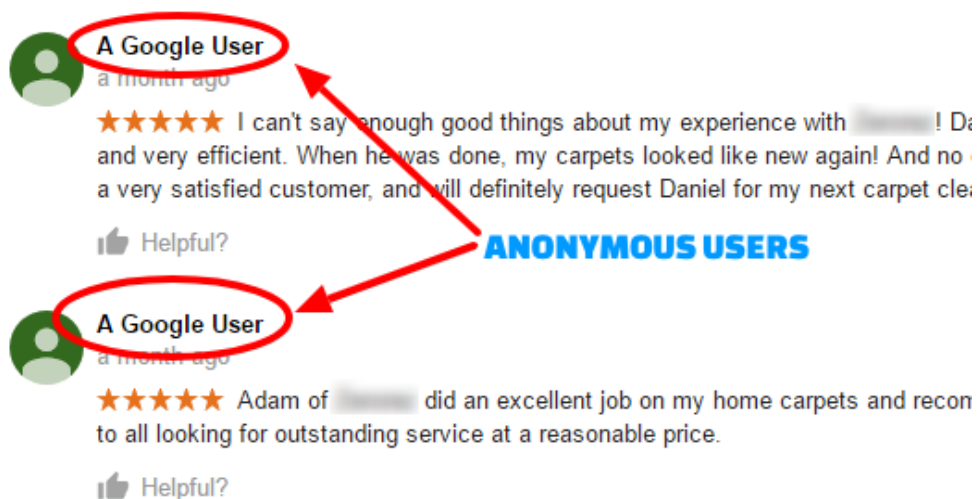 A Google User
a month ago
I can't say enough good things about my experience with ! Da
and very efficient. When he was done, my carpets looked like new again! And no
a very satisfied customer, and will definitely request Daniel for my next carpet clea
Helpful?
ANONYMOUS USERS
A Google User
a month ago
Adam of did an excellent job on my home carpets and recom
to all looking for outstanding service at a reasonable price.
Helpful?